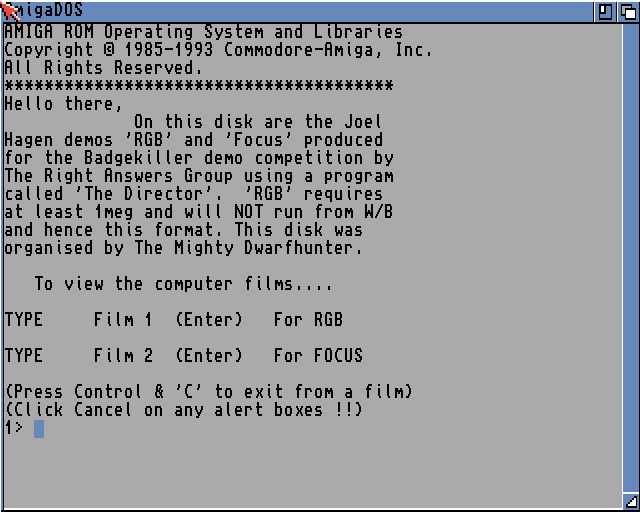 AmigaDOS
AMIGA ROM Operating System and Libraries
Copyright © 1985-1993 Commodore-Amiga, Inc.
All Rights Reserved.
***************************************
Hello there,
On this disk are the Joel
Hagen demos 'RGB' and 'Focus' produced
for the Badgekiller demo competition by
The Right Answers Group using a program
called 'The Director'.  'RGB' requires
at least 1meg and will NOT run from W/B
and hence this format. This disk was
organised by The Mighty Dwarfhunter.
To view the computer films....
TYPE     Film 1  (Enter)   For RGB
TYPE     Film 2  (Enter)   For FOCUS
(Press Control & 'C' to exit from a film)
(Click Cancel on any alert boxes !!)
1>